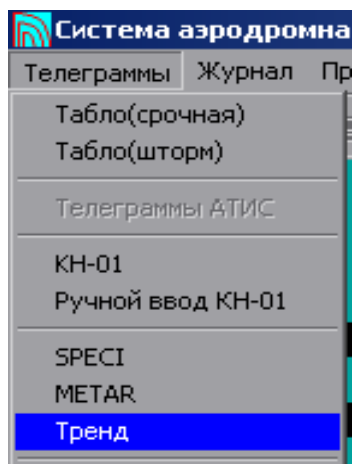 Система аэродромна
Телеграммы Журнал Пр
Табло(срочная)
Табло(шторм)
Телеграммы АТИС
КН-01
Ручной ввод КН-01
SPECI
METAR
Тренд